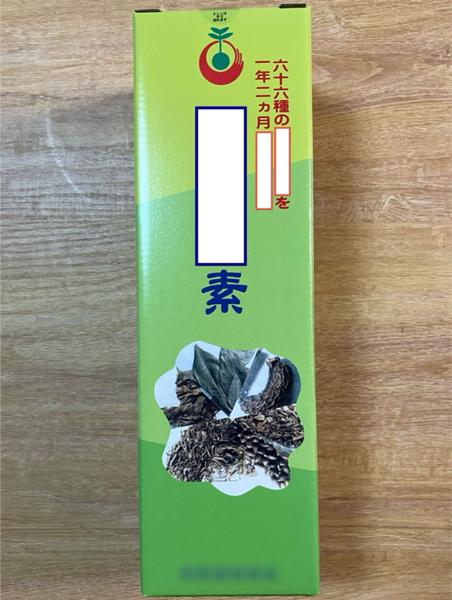 六十六種の を
一年二ヵ月
素